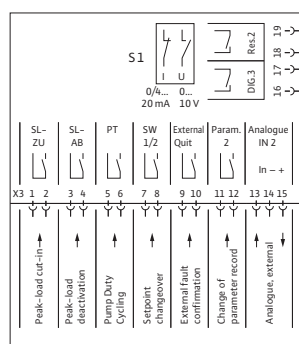 S1
I U
0/4... 0...
20 mA 10 V
Res.2
DIG.3
19
18
17
16
SL-
ZU
SL-
AB
PT
SW
1/2
External
Quit
Param.
2
Analogue
IN 2
In – +
X3 1 2 3 4 5 6 7 8 9 10 11 12 13 14 15
Peak-load cut-in
Peak-load
deactivation
Pump Duty
Cycling
Setpoint
changeover
External fault
confirmation
Change of
parameter record
Analogue, external